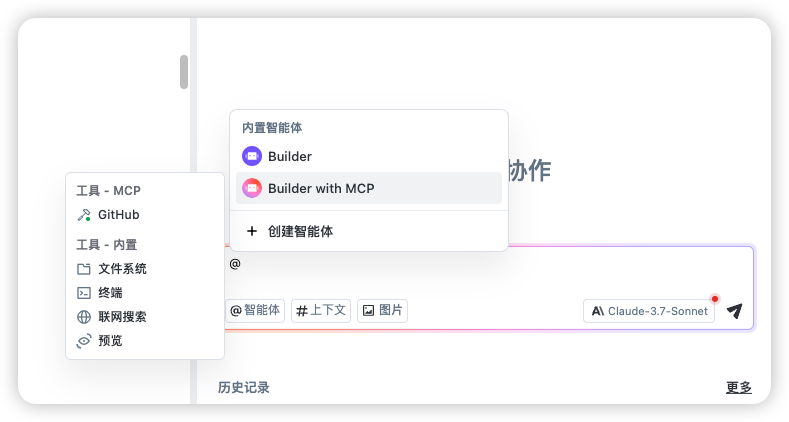 内置智能体
Builder
Builder with MCP
创建智能体
协作
工具 - MCP
GitHub
工具 - 内置
文件系统
终端
联网搜索
预览
@
@智能体 #上下文 图片 Claude-3.7-Sonnet
历史记录 更多